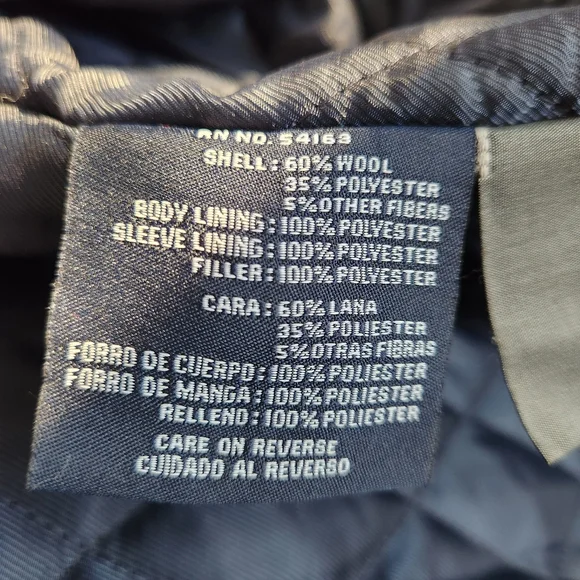 RN NO. 54163
SHELL: 60% WOOL
35% POLYESTER
5% OTHER FIBERS
BODY LINING: 100% POLYESTER
SLEEVE LINING: 100% POLYESTER
FILLER: 100% POLYESTER
CARA: 60% LANA
35% POLIESTER
5% OTRAS FIBRAS
FORRO DE CUERPO: 100% POLIESTER
FORRO DE MANGA: 100% POLIESTER
RELLENO: 100% POLIESTER
CARE ON REVERSE
CUIDADO AL REVERSO